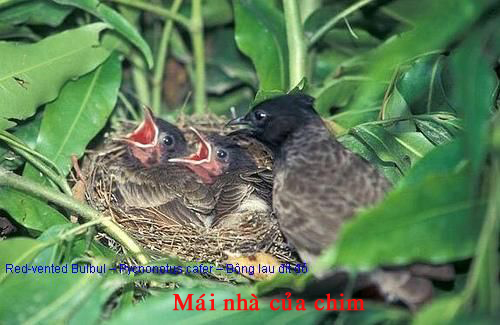 Red-vented Bulbul – Pycnonotus cafer – Bông lau đít đỏ
Mái nhà của chim